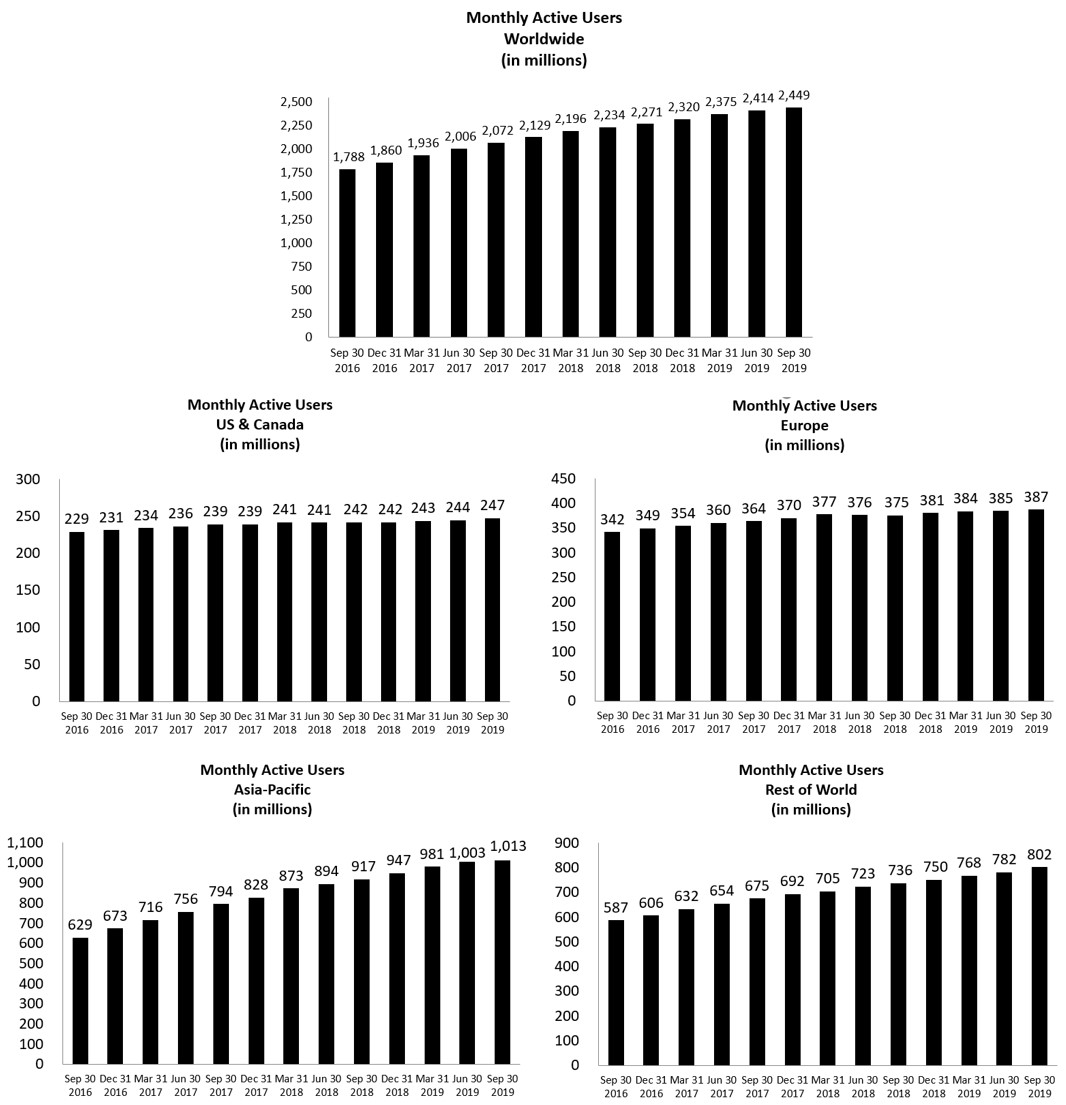 Monthly Active Users
Worldwide
(in millions)
2,500
2,250
2,000
1,750
1,500
1,250
1,000
750
500
250
0
1,788 1,860 1,936 2,006 2,072 2,129 2,196 2,234 2,271 2,320 2,375 2,414 2,449
Sep 30 Dec 31 Mar 31 Jun 30 Sep 30 Dec 31 Mar 31 Jun 30 Sep 30 Dec 31 Mar 31 Jun 30 Sep 30
2016 2016 2017 2017 2017 2017 2018 2018 2018 2018 2019 2019 2019
Monthly Active Users
US & Canada
(in millions)
300
250
200
150
100
50
0
229 231 234 236 239 239 241 241 242 242 243 244 247
Sep 30 Dec 31 Mar 31 Jun 30 Sep 30 Dec 31 Mar 31 Jun 30 Sep 30 Dec 31 Mar 31 Jun 30 Sep 30
2016 2016 2017 2017 2017 2017 2018 2018 2018 2018 2019 2019 2019
Monthly Active Users
Europe
(in millions)
450
400
350
300
250
200
150
100
50
0
342 349 354 360 364 370 377 376 375 381 384 385 387
Sep 30 Dec 31 Mar 31 Jun 30 Sep 30 Dec 31 Mar 31 Jun 30 Sep 30 Dec 31 Mar 31 Jun 30 Sep 30
2016 2016 2017 2017 2017 2017 2018 2018 2018 2018 2019 2019 2019
Monthly Active Users
Asia-Pacific
(in millions)
1,100
1,000
900
800
700
600
500
400
300
200
100
0
629 673 716 756 794 828 873 894 917 947 981 1,003 1,013
Sep 30 Dec 31 Mar 31 Jun 30 Sep 30 Dec 31 Mar 31 Jun 30 Sep 30 Dec 31 Mar 31 Jun 30 Sep 30
2016 2016 2017 2017 2017 2017 2018 2018 2018 2018 2019 2019 2019
Monthly Active Users
Rest of World
(in millions)
900
800
700
600
500
400
300
200
100
0
587 606 632 654 675 692 705 723 736 750 768 782 802
Sep 30 Dec 31 Mar 31 Jun 30 Sep 30 Dec 31 Mar 31 Jun 30 Sep 30 Dec 31 Mar 31 Jun 30 Sep 30
2016 2016 2017 2017 2017 2017 2018 2018 2018 2018 2019 2019 2019